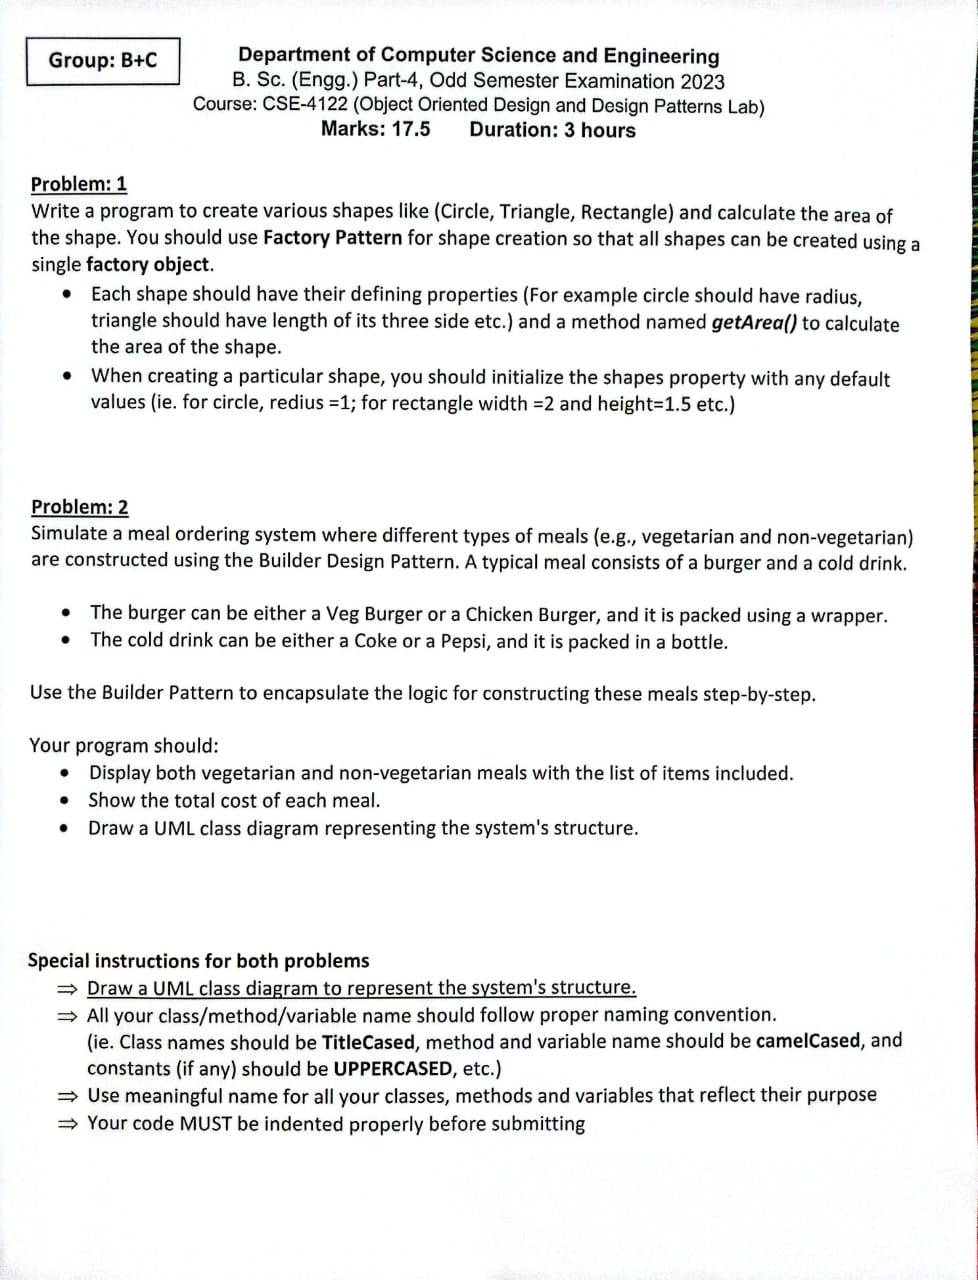 Group: B+C
Department of Computer Science and Engineering
B. Sc. (Engg.) Part-4, Odd Semester Examination 2023
Course: CSE-4122 (Object Oriented Design and Design Patterns Lab)
Marks: 17.5 Duration: 3 hours
Problem: 1
Write a program to create various shapes like (Circle, Triangle, Rectangle) and calculate the area of
the shape. You should use Factory Pattern for shape creation so that all shapes can be created using a
single factory object.
• Each shape should have their defining properties (For example circle should have radius,
triangle should have length of its three side etc.) and a method named getArea() to calculate
the area of the shape.
• When creating a particular shape, you should initialize the shapes property with any default
values (ie. for circle, redius =1; for rectangle width =2 and height=1.5 etc.)
Problem: 2
Simulate a meal ordering system where different types of meals (e.g., vegetarian and non-vegetarian)
are constructed using the Builder Design Pattern. A typical meal consists of a burger and a cold drink.
• The burger can be either a Veg Burger or a Chicken Burger, and it is packed using a wrapper.
• The cold drink can be either a Coke or a Pepsi, and it is packed in a bottle.
Use the Builder Pattern to encapsulate the logic for constructing these meals step-by-step.
Your program should:
• Display both vegetarian and non-vegetarian meals with the list of items included.
• Show the total cost of each meal.
• Draw a UML class diagram representing the system's structure.
Special instructions for both problems
⇒ Draw a UML class diagram to represent the system's structure.
⇒ All your class/method/variable name should follow proper naming convention.
(ie. Class names should be TitleCased, method and variable name should be camelCased, and
constants (if any) should be UPPERCASED, etc.)
⇒ Use meaningful name for all your classes, methods and variables that reflect their purpose
⇒ Your code MUST be indented properly before submitting